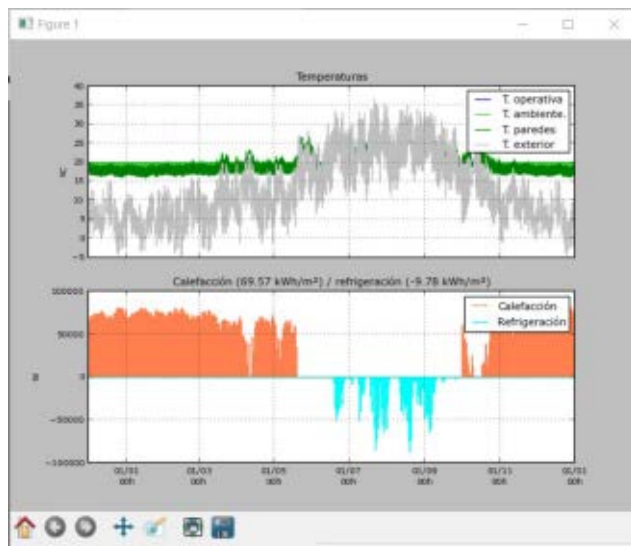 Figure 1
Temperaturas
40
35
30
25
20
15
10
5
0
−5
ºC
T. operativa
T. ambiente.
T. paredes
T. exterior
Calefacción (69.57 kWh/m²) / refrigeración (-9.78 kWh/m²)
100000
50000
0
−50000
−100000
W
Calefacción
Refrigeración
01/01 01/03 01/05 01/07 01/09 01/11 01/01
00h 00h 00h 00h 00h 00h 00h